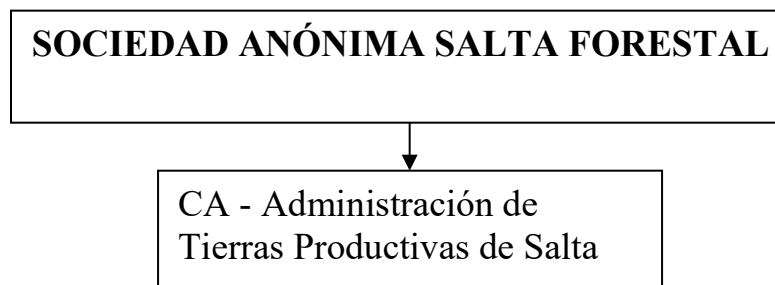 SOCIEDAD ANÓNIMA SALTA FORESTAL
CA - Administración de
Tierras Productivas de Salta